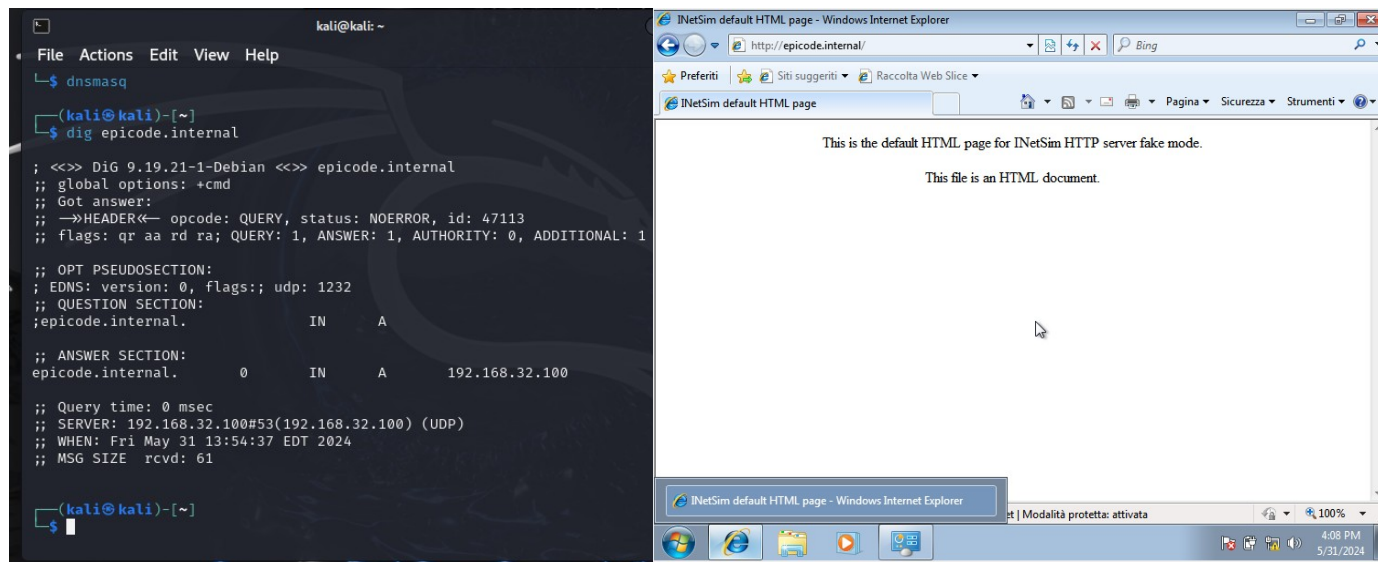 kali@kali: ~
File Actions Edit View Help
└─$ dnsmasq
┌──(kali㉿kali)-[~]
└─$ dig epicode.internal
; <<>> DiG 9.19.21-1-Debian <<>> epicode.internal
;; global options: +cmd
;; Got answer:
;; ->>HEADER<<- opcode: QUERY, status: NOERROR, id: 47113
;; flags: qr aa rd ra; QUERY: 1, ANSWER: 1, AUTHORITY: 0, ADDITIONAL: 1
;; OPT PSEUDOSECTION:
; EDNS: version: 0, flags:; udp: 1232
;; QUESTION SECTION:
;epicode.internal. IN A
;; ANSWER SECTION:
epicode.internal. 0 IN A 192.168.32.100
;; Query time: 0 msec
;; SERVER: 192.168.32.100#53(192.168.32.100) (UDP)
;; WHEN: Fri May 31 13:54:37 EDT 2024
;; MSG SIZE rcvd: 61
┌──(kali㉿kali)-[~]
└─$
INetSim default HTML page - Windows Internet Explorer
http://epicode.internal/ Bing
Preferiti Siti suggeriti Raccolta Web Slice
INetSim default HTML page Pagina Sicurezza Strumenti
This is the default HTML page for INetSim HTTP server fake mode.
This file is an HTML document.
INetSim default HTML page - Windows Internet Explorer
et | Modalità protetta: attivata 100%
4:08 PM
5/31/2024